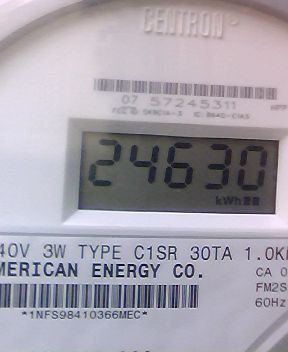 CENTRON®
07 57245311
24630
kWh
40V 3W TYPE C1SR 30TA 1.0K
MERICAN ENERGY CO.
CA 0
FM2S
60Hz
*1NFS98410366MEC*